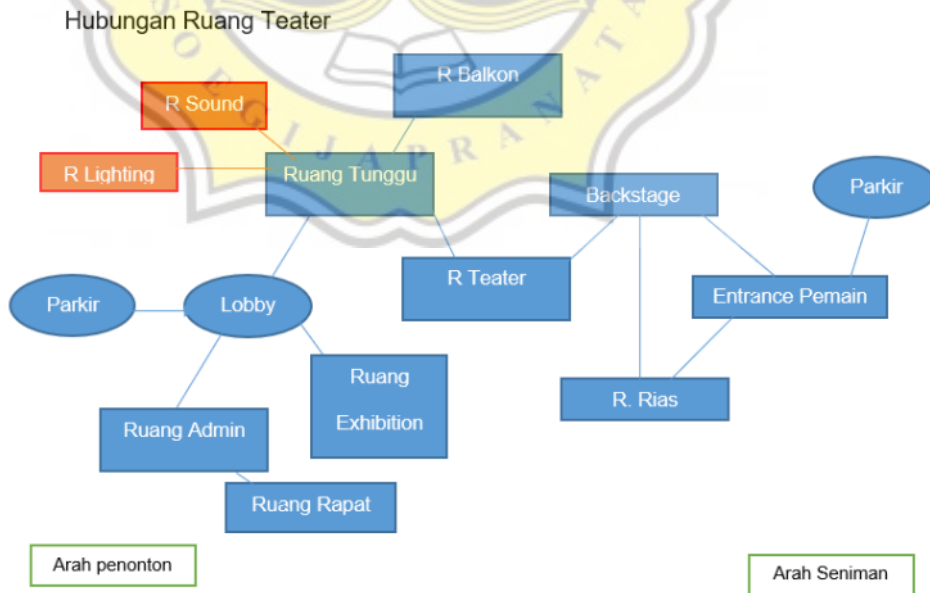 Hubungan Ruang Teater
SOEGIJAPRANATA
R Balkon
R Sound
R Lighting
Ruang Tunggu
Backstage
Parkir
R Teater
Entrance Pemain
Parkir
Lobby
Ruang
Exhibition
R. Rias
Ruang Admin
Ruang Rapat
Arah penonton
Arah Seniman